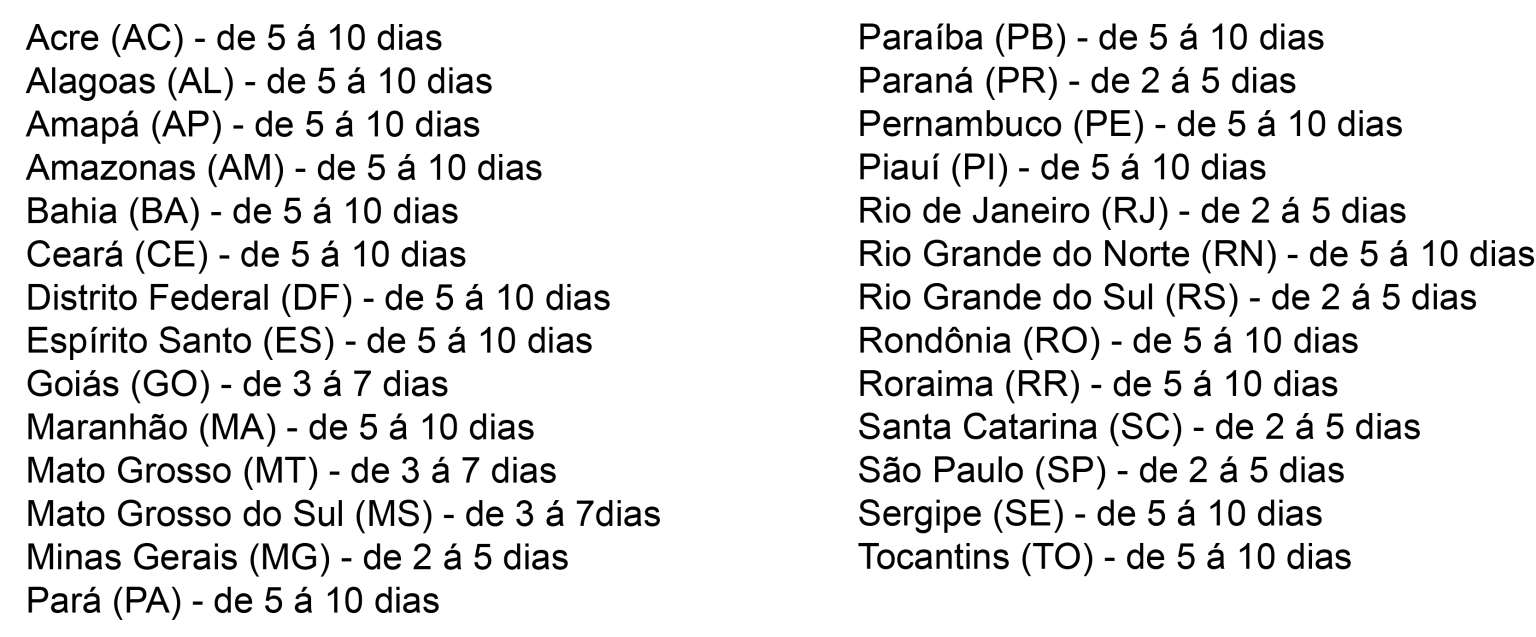 Acre (AC) - de 5 á 10 dias
Alagoas (AL) - de 5 á 10 dias
Amapá (AP) - de 5 á 10 dias
Amazonas (AM) - de 5 á 10 dias
Bahia (BA) - de 5 á 10 dias
Ceará (CE) - de 5 á 10 dias
Distrito Federal (DF) - de 5 á 10 dias
Espírito Santo (ES) - de 5 á 10 dias
Goiás (GO) - de 3 á 7 dias
Maranhão (MA) - de 5 á 10 dias
Mato Grosso (MT) - de 3 á 7 dias
Mato Grosso do Sul (MS) - de 3 á 7dias
Minas Gerais (MG) - de 2 á 5 dias
Pará (PA) - de 5 á 10 dias
Paraíba (PB) - de 5 á 10 dias
Paraná (PR) - de 2 á 5 dias
Pernambuco (PE) - de 5 á 10 dias
Piauí (PI) - de 5 á 10 dias
Rio de Janeiro (RJ) - de 2 á 5 dias
Rio Grande do Norte (RN) - de 5 á 10 dias
Rio Grande do Sul (RS) - de 2 á 5 dias
Rondônia (RO) - de 5 á 10 dias
Roraima (RR) - de 5 á 10 dias
Santa Catarina (SC) - de 2 á 5 dias
São Paulo (SP) - de 2 á 5 dias
Sergipe (SE) - de 5 á 10 dias
Tocantins (TO) - de 5 á 10 dias